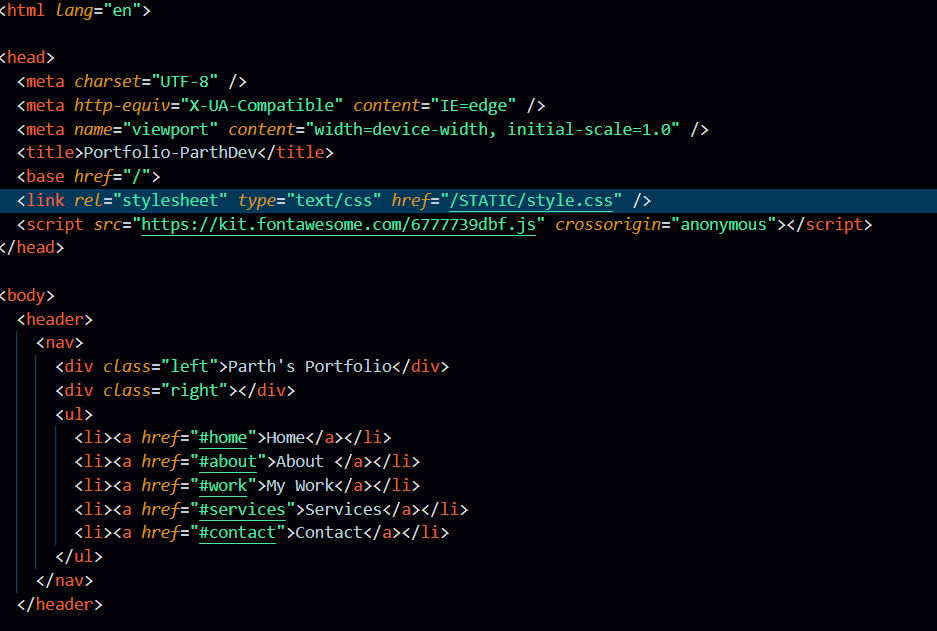 <html lang="en">
<head>
<meta charset="UTF-8" />
<meta http-equiv="X-UA-Compatible" content="IE=edge" />
<meta name="viewport" content="width=device-width, initial-scale=1.0" />
<title>Portfolio-ParthDev</title>
<base href="/">
<link rel="stylesheet" type="text/css" href="/STATIC/style.css" />
<script src="https://kit.fontawesome.com/6777739dbf.js" crossorigin="anonymous"></script>
</head>
<body>
<header>
<nav>
<div class="left">Parth's Portfolio</div>
<div class="right"></div>
<ul>
<li><a href="#home">Home</a></li>
<li><a href="#about">About </a></li>
<li><a href="#work">My Work</a></li>
<li><a href="#services">Services</a></li>
<li><a href="#contact">Contact</a></li>
</ul>
</nav>
</header>